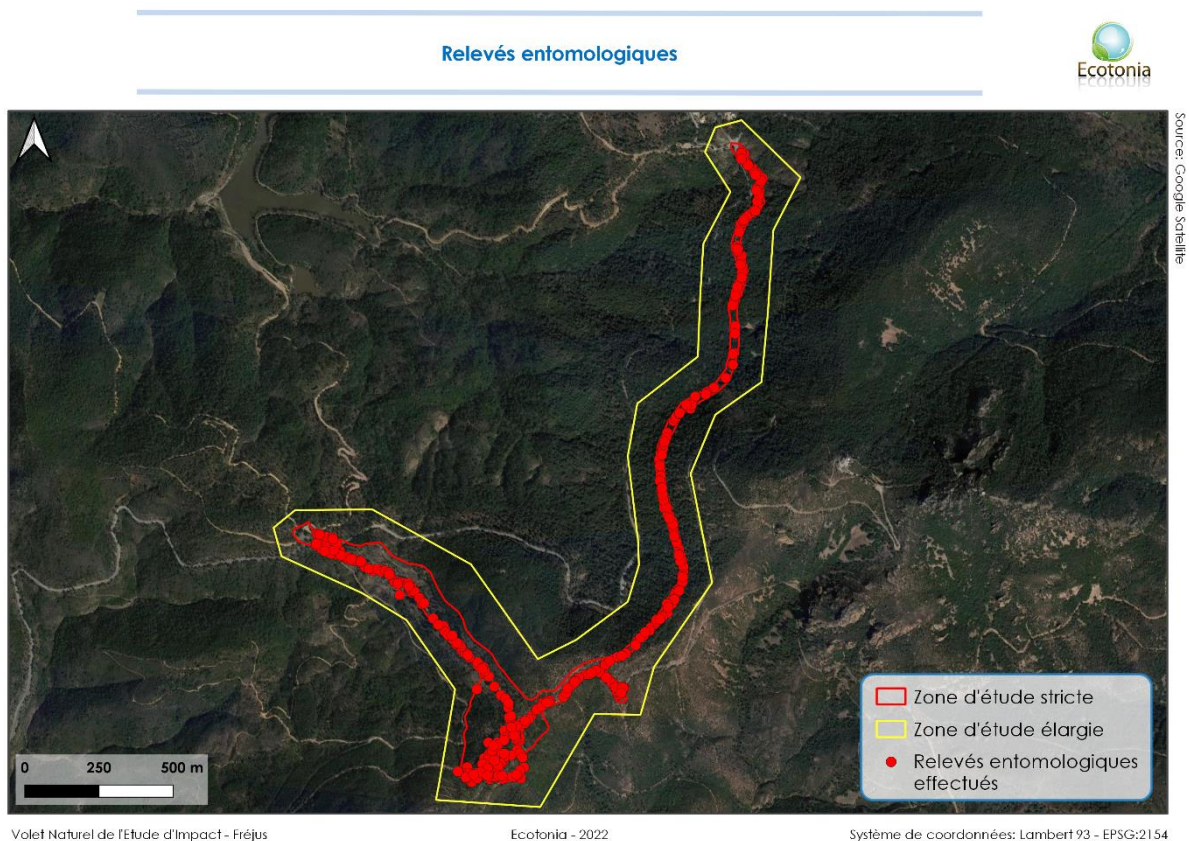 Relevés entomologiques
Ecotonia
Source: Google Satellite
Zone d'étude stricte
Zone d'étude élargie
Relevés entomologiques
effectués
0 250 500 m
Volet Naturel de l'Etude d'Impact - Fréjus
Ecotonia - 2022
Système de coordonnées: Lambert 93 - EPSG:2154